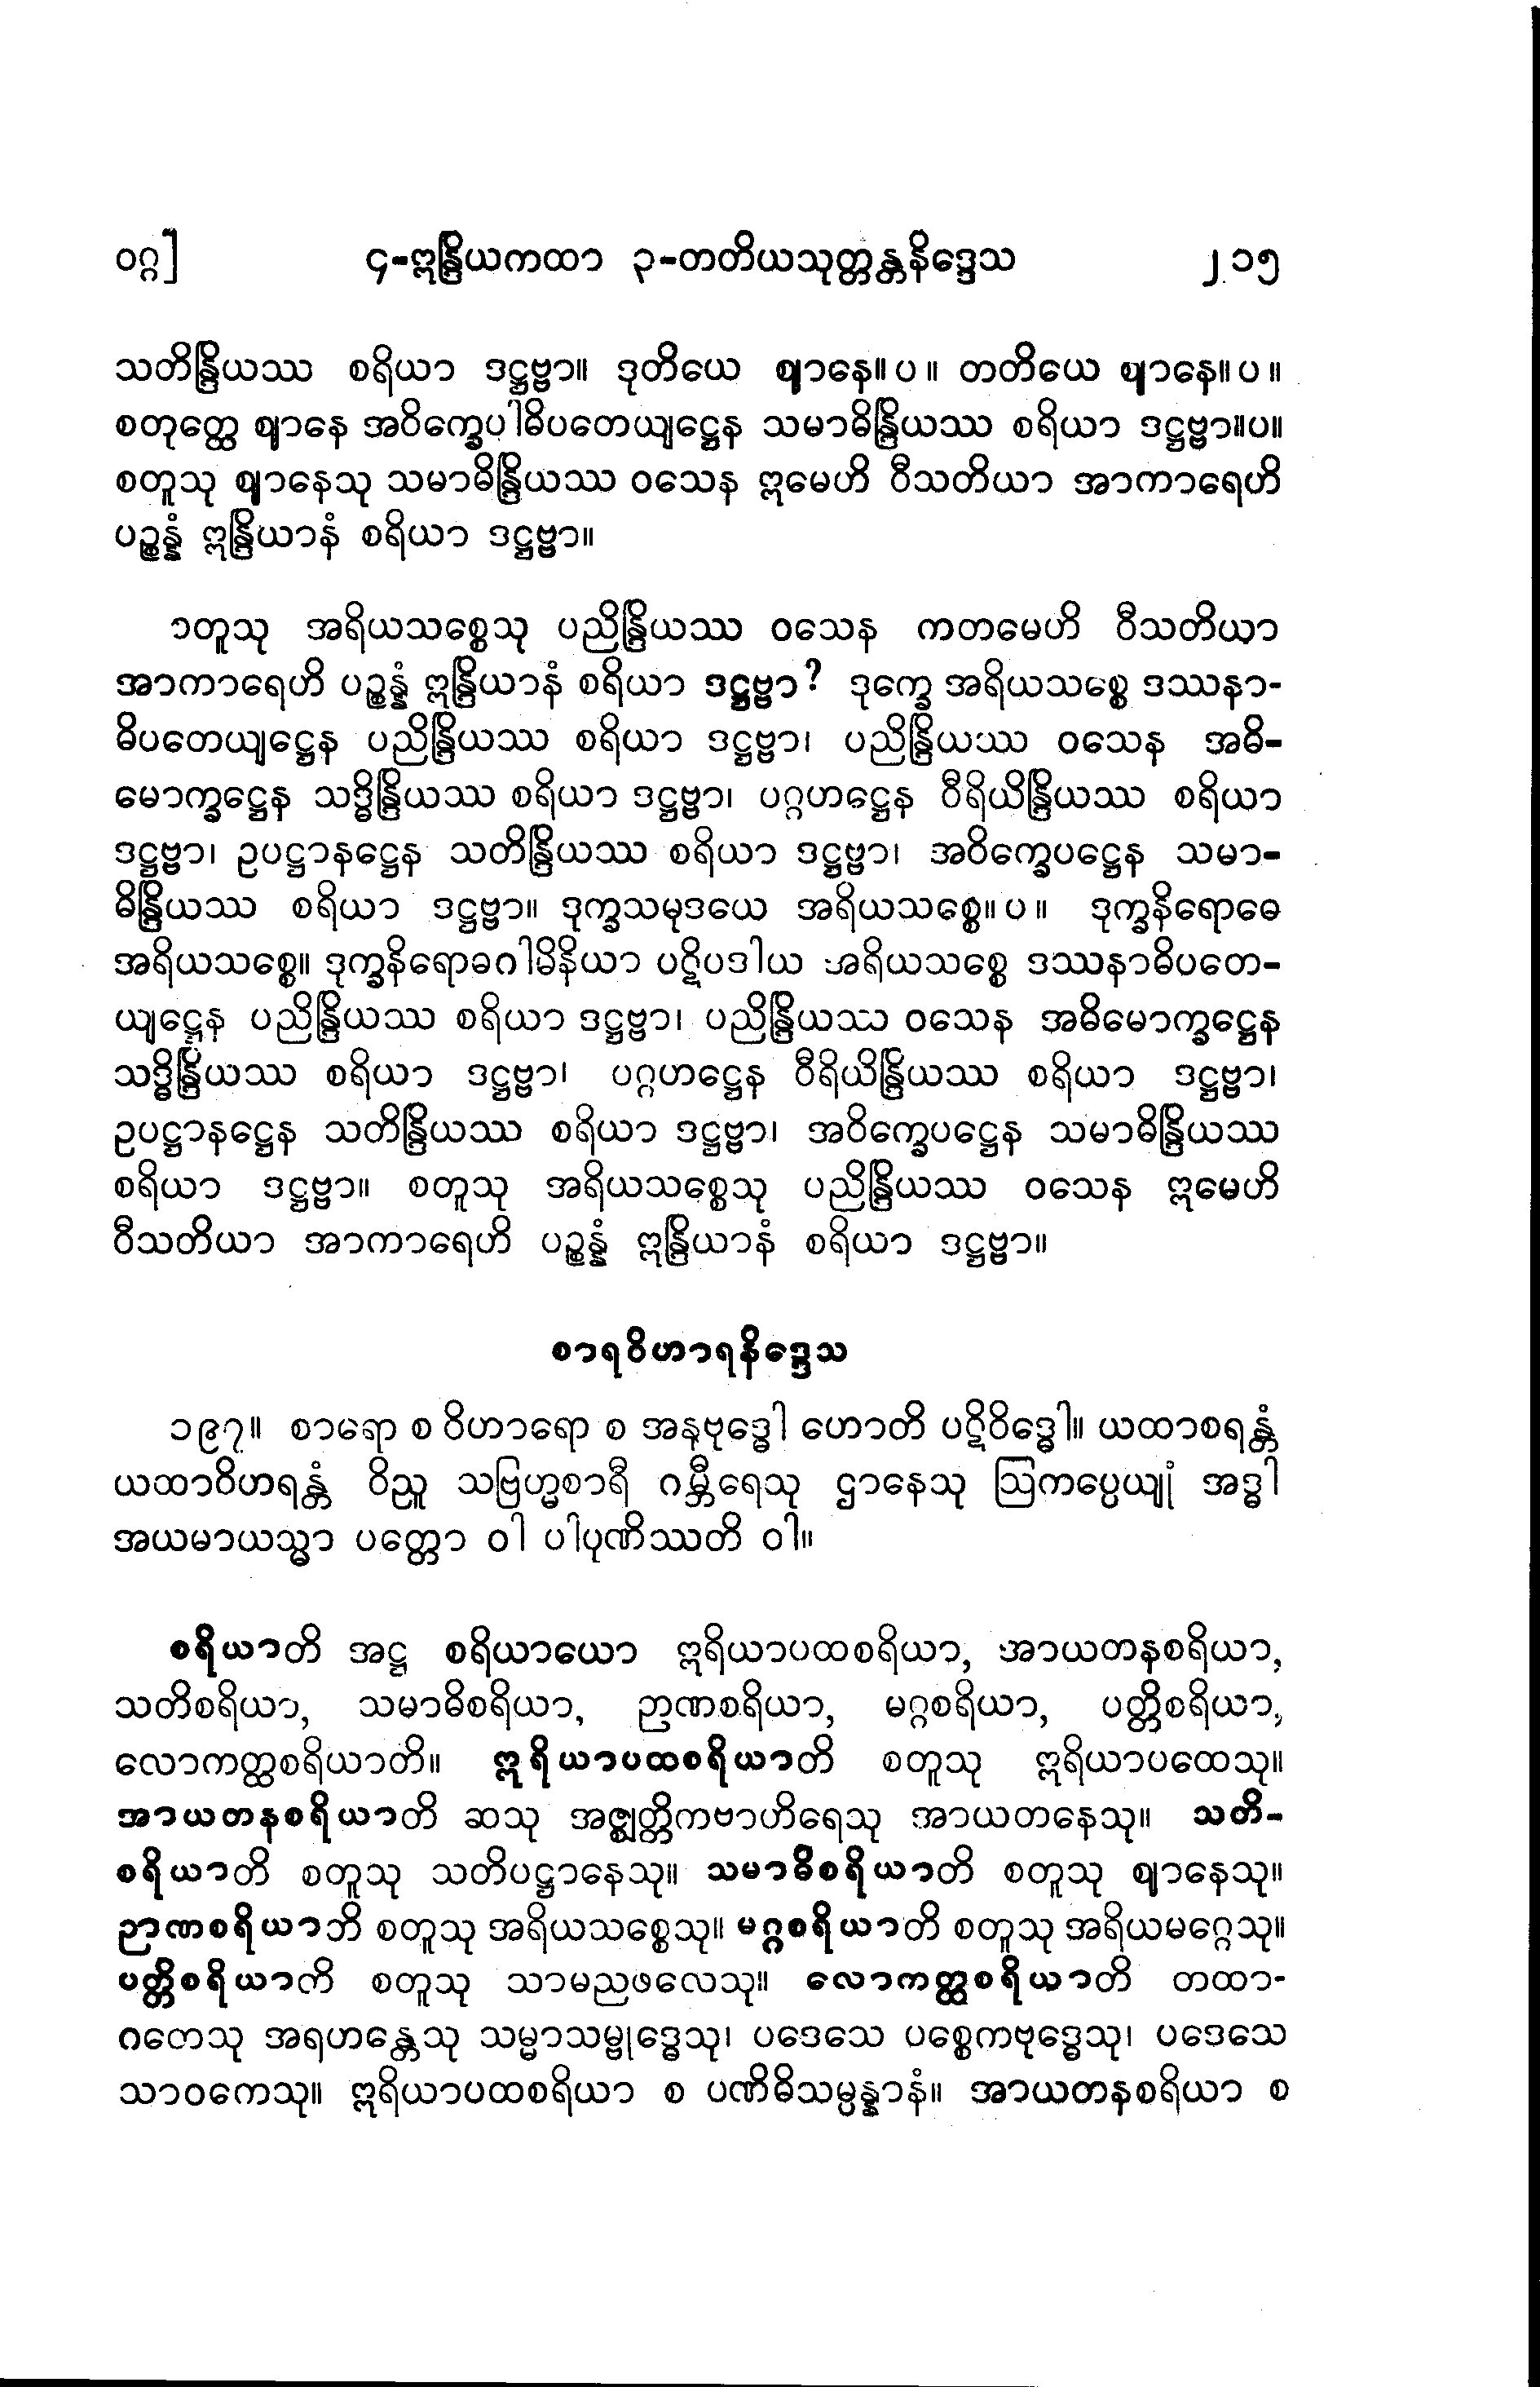 ဝဂ္ဂ] ၄-ဣန္ဒြိယကထာ ၃-တတိယသုတ္တန္တနိဒ္ဒေသ ၂၁၅
သတိန္ဒြိယဿ စရိယာ ဒဋ္ဌဗ္ဗာ။ ဒုတိယေ ဈာနေ။ပ။ တတိယေ ဈာနေ။ပ။
စတုတ္ထေ ဈာနေ အဝိက္ခေပါဓိပတေယျဋ္ဌေန သမာဓိန္ဒြိယဿ စရိယာ ဒဋ္ဌဗ္ဗာ။ပ။
စတူသု ဈာနေသု သမာဓိန္ဒြိယဿ ဝသေန ဣမေဟိ ဝီသတိယာ အာကာရေဟိ
ပဉ္စန္နံ ဣန္ဒြိယာနံ စရိယာ ဒဋ္ဌဗ္ဗာ။
ာတူသု အရိယသစ္စေသု ပညိန္ဒြိယဿ ဝသေန ကတမေဟိ ဝီသတိယာ
အာကာရေဟိ ပဉ္စန္နံ ဣန္ဒြိယာနံ စရိယာ ဒဋ္ဌဗ္ဗာ? ဒုက္ခေ အရိယသစ္စေ ဒဿနာ-
ဓိပတေယျဋ္ဌေန ပညိန္ဒြိယဿ စရိယာ ဒဋ္ဌဗ္ဗာ၊ ပညိန္ဒြိယဿ ဝသေန အဓိ-
မောက္ခဋ္ဌေန သဒ္ဓိန္ဒြိယဿ စရိယာ ဒဋ္ဌဗ္ဗာ၊ ပဂ္ဂဟဋ္ဌေန ဝီရိယိန္ဒြိယဿ စရိယာ
ဒဋ္ဌဗ္ဗာ၊ ဥပဋ္ဌာနဋ္ဌေန သတိန္ဒြိယဿ စရိယာ ဒဋ္ဌဗ္ဗာ၊ အဝိက္ခေပဋ္ဌေန သမာ-
ဓိန္ဒြိယဿ စရိယာ ဒဋ္ဌဗ္ဗာ။ ဒုက္ခသမုဒယေ အရိယသစ္စေ။ပ။ ဒုက္ခနိရောဓေ
အရိယသစ္စေ။ ဒုက္ခနိရောဓဂါမိနိယာ ပဋိပဒါယ အရိယသစ္စေ ဒဿနာဓိပတေ-
ယျဋ္ဌေန ပညိန္ဒြိယဿ စရိယာ ဒဋ္ဌဗ္ဗာ၊ ပညိန္ဒြိယဿ ဝသေန အဓိမောက္ခဋ္ဌေန
သဒ္ဓိန္ဒြိယဿ စရိယာ ဒဋ္ဌဗ္ဗာ၊ ပဂ္ဂဟဋ္ဌေန ဝီရိယိန္ဒြိယဿ စရိယာ ဒဋ္ဌဗ္ဗာ၊
ဥပဋ္ဌာနဋ္ဌေန သတိန္ဒြိယဿ စရိယာ ဒဋ္ဌဗ္ဗာ၊ အဝိက္ခေပဋ္ဌေန သမာဓိန္ဒြိယဿ
စရိယာ ဒဋ္ဌဗ္ဗာ။ စတူသု အရိယသစ္စေသု ပညိန္ဒြိယဿ ဝသေန ဣမေဟိ
ဝီသတိယာ အာကာရေဟိ ပဉ္စန္နံ ဣန္ဒြိယာနံ စရိယာ ဒဋ္ဌဗ္ဗာ။
စာရဝိဟာရနိဒ္ဒေသ
၁၉၇။ စာရော စ ဝိဟာရော စ အနုဗုဒ္ဓေါ ဟောတိ ပဋိဝိဒ္ဓေါ။ ယထာစရန္တံ
ယထာဝိဟရန္တံ ဝိညူ သဗြဟ္မစာရီ ဂမ္ဘီရေသု ဌာနေသု ဩကပ္ပေယျုံ အဒ္ဓါ
အယမာယသ္မာ ပတ္တော ဝါ ပါပုဏိဿတိ ဝါ။
စရိယာတိ အဋ္ဌ စရိယာယော ဣရိယာပထစရိယာ, အာယတနစရိယာ,
သတိစရိယာ, သမာဓိစရိယာ, ဉာဏစရိယာ, မဂ္ဂစရိယာ, ပတ္တိစရိယာ,
လောကတ္ထစရိယာတိ။ ဣရိယာပထစရိယာတိ စတူသု ဣရိယာပထေသု။
အာယတနစရိယာတိ ဆသု အဇ္ဈတ္တိကဗာဟိရေသု အာယတနေသု။ သတိ-
စရိယာတိ စတူသု သတိပဋ္ဌာနေသု။ သမာဓိစရိယာတိ စတူသု ဈာနေသု။
ဉာဏစရိယာဘိ စတူသု အရိယသစ္စေသု။ မဂ္ဂစရိယာတိ စတူသု အရိယမဂ္ဂေသု။
ပတ္တိစရိယာကိ စတူသု သာမညဖလေသု။ လောကတ္ထစရိယာတိ တထာ-
ဂတေသု အရဟန္တေသု သမ္မာသမ္ဗုဒ္ဓေသု၊ ပဒေသေ ပစ္စေကဗုဒ္ဓေသု၊ ပဒေသေ
သာဝကေသု။ ဣရိယာပထစရိယာ စ ပဏိဓိသမ္ပန္နာနံ။ အာယတနစရိယာ စ